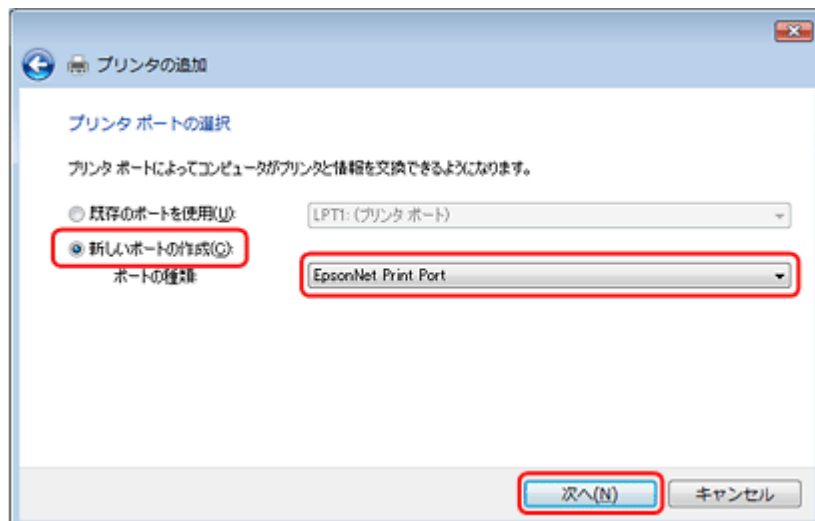 プリンタの追加
プリンタ ポートの選択
プリンタ ポートによってコンピュータがプリンタと情報を交換できるようになります。
既存のポートを使用(U): LPT1: (プリンタ ポート)
新しいポートの作成(C):
ポートの種類: EpsonNet Print Port
次へ(N) キャンセル